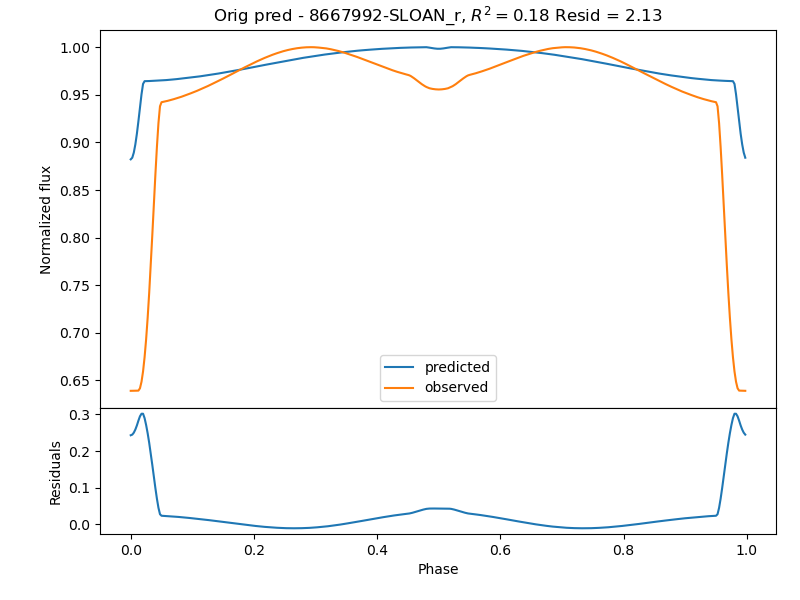 Orig pred - 8667992-SLOAN_r, R² = 0.18 Resid = 2.13
1.00
0.95
0.90
0.85
0.80
0.75
0.70
0.65
Normalized flux
predicted
observed
0.3
0.2
0.1
0.0
Residuals
0.0 0.2 0.4 0.6 0.8 1.0
Phase